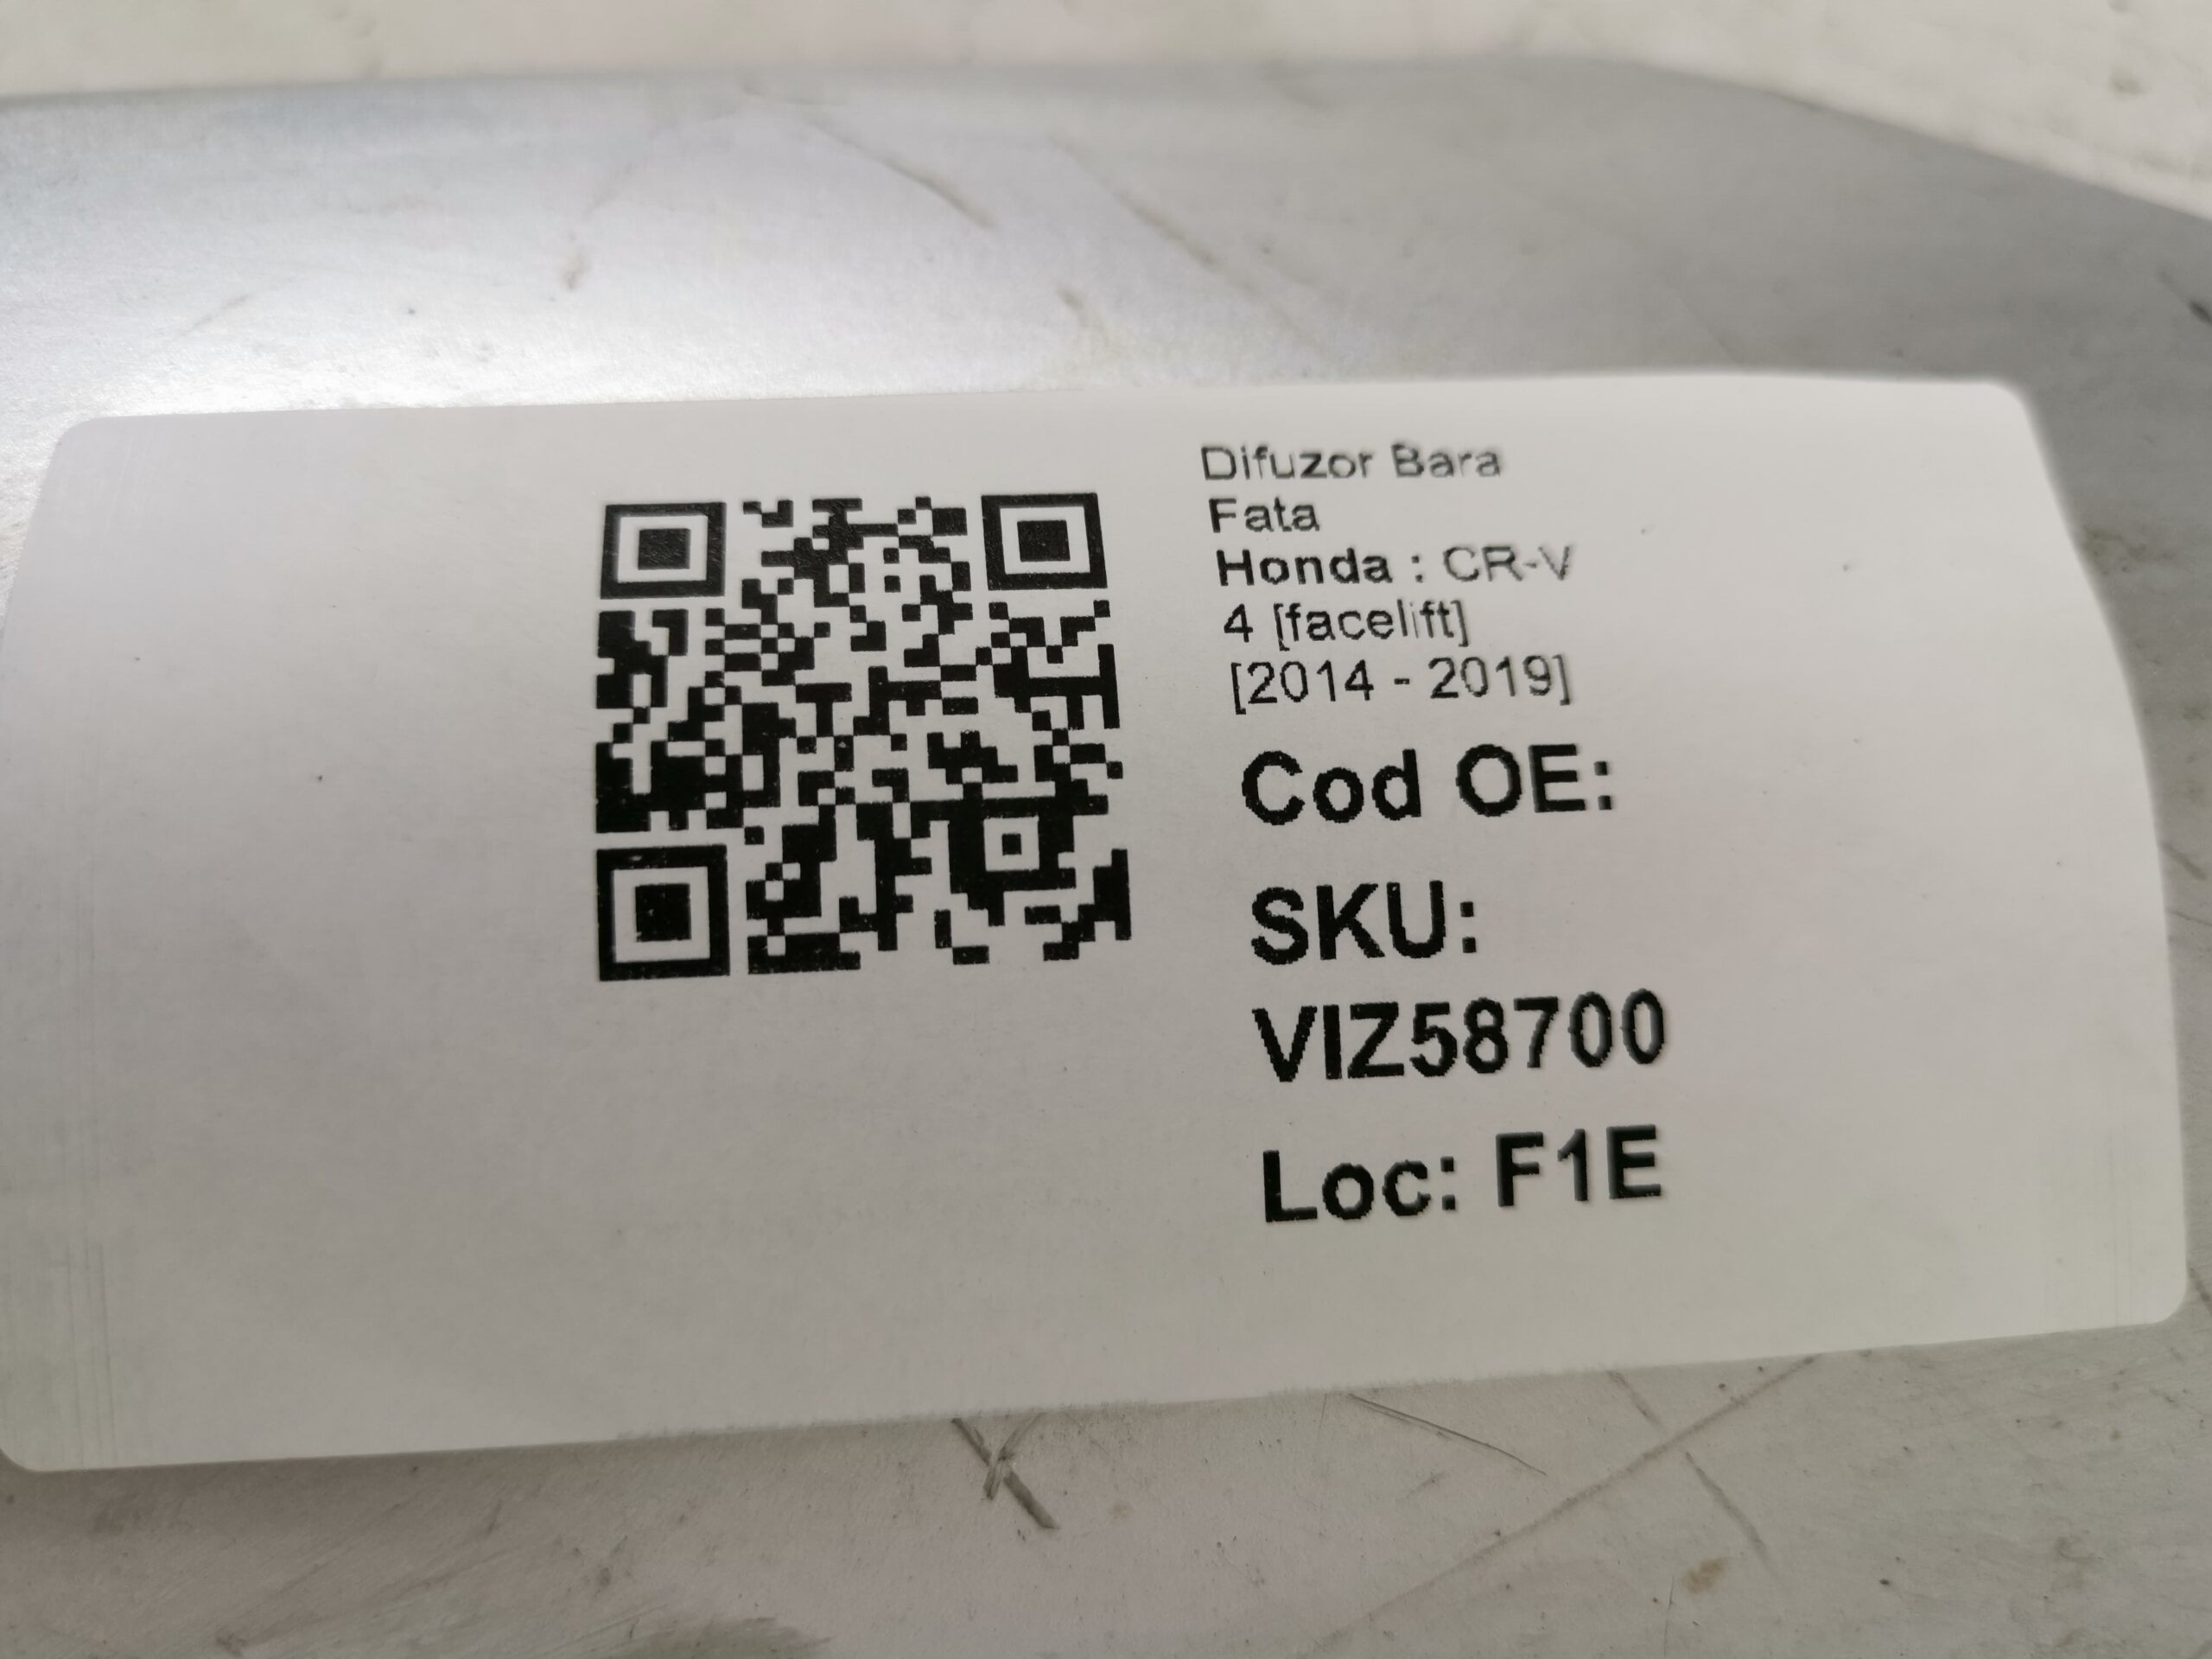 Difuzor Bara
Fata
Honda : CR-V
4 [facelift]
[2014 - 2019]
Cod OE:
SKU:
VIZ58700
Loc: F1E